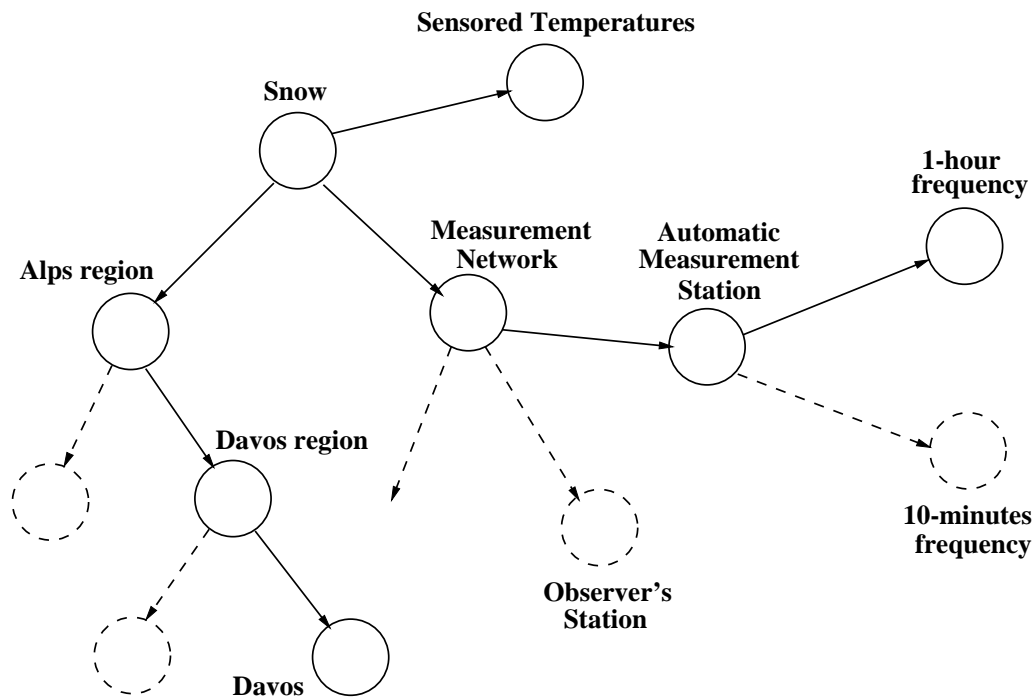 Sensored Temperatures
Snow
1-hour
frequency
Measurement
Network
Automatic
Measurement
Station
Alps region
Davos region
10-minutes
frequency
Observer's
Station
Davos